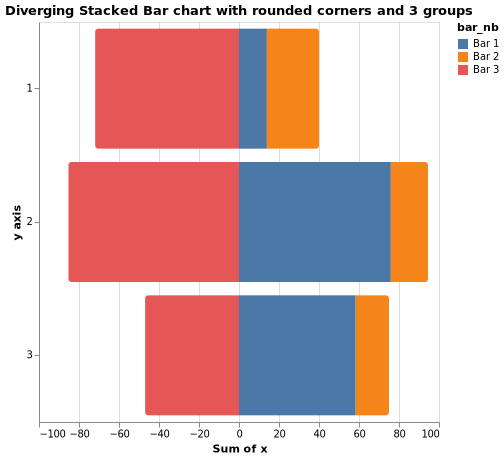 Diverging Stacked Bar chart with rounded corners and 3 groups
bar_nb
Bar 1
Bar 2
Bar 3
y axis
1
2
3
−100 −80 −60 −40 −20 0 20 40 60 80 100
Sum of x